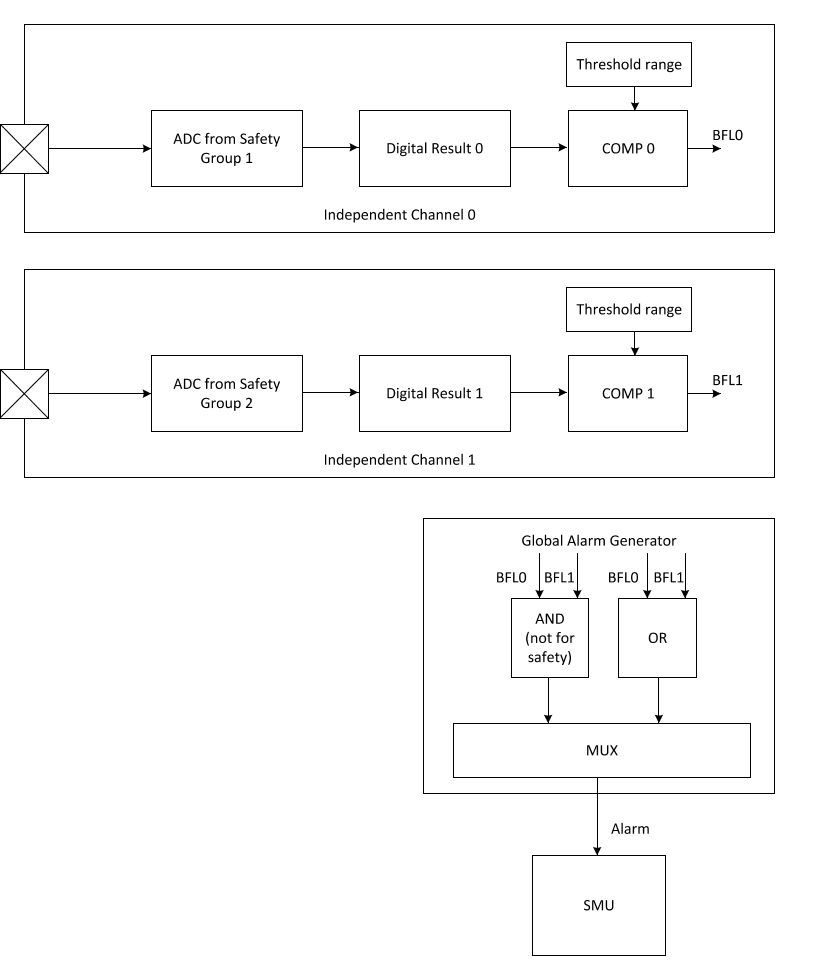 Threshold range
ADC from Safety
Group 1
Digital Result 0
COMP 0
BFL0
Independent Channel 0
Threshold range
ADC from Safety
Group 2
Digital Result 1
COMP 1
BFL1
Independent Channel 1
Global Alarm Generator
BFL0 BFL1 BFL0 BFL1
AND
(not for
safety)
OR
MUX
Alarm
SMU